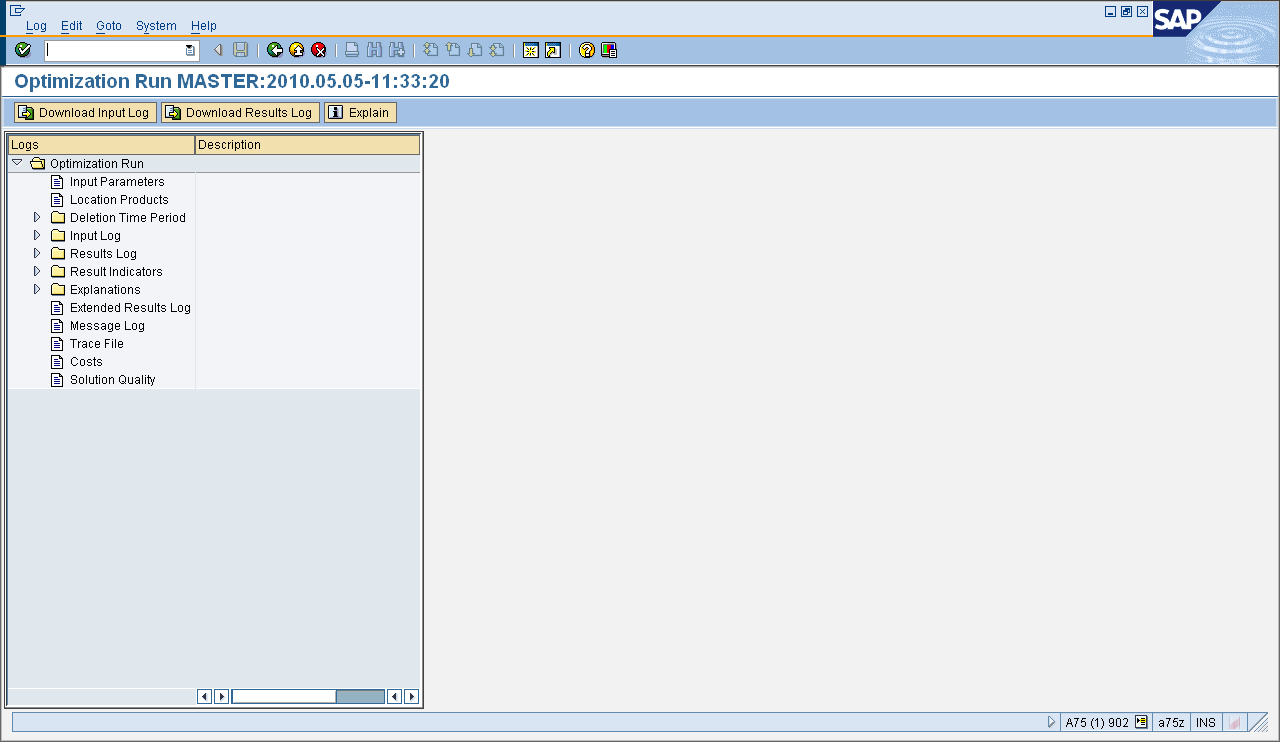 Log Edit Goto System Help
SAP
Optimization Run MASTER:2010.05.05-11:33:20
Download Input Log Download Results Log Explain
Logs Description
Optimization Run
Input Parameters
Location Products
Deletion Time Period
Input Log
Results Log
Result Indicators
Explanations
Extended Results Log
Message Log
Trace File
Costs
Solution Quality
A75 (1) 902 a75z INS